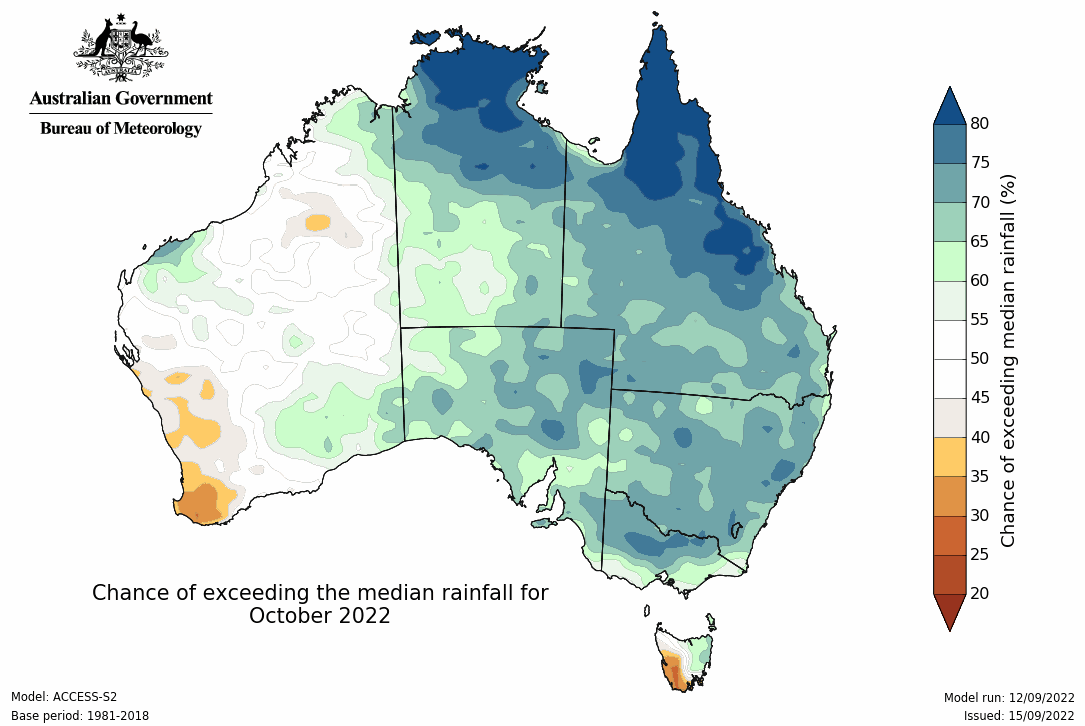 Australian Government
Bureau of Meteorology
80
75
70
65
60
55
50
45
40
35
30
25
20
Chance of exceeding median rainfall (%)
Chance of exceeding the median rainfall for
October 2022
Model: ACCESS-S2
Base period: 1981-2018
Model run: 12/09/2022
Issued: 15/09/2022